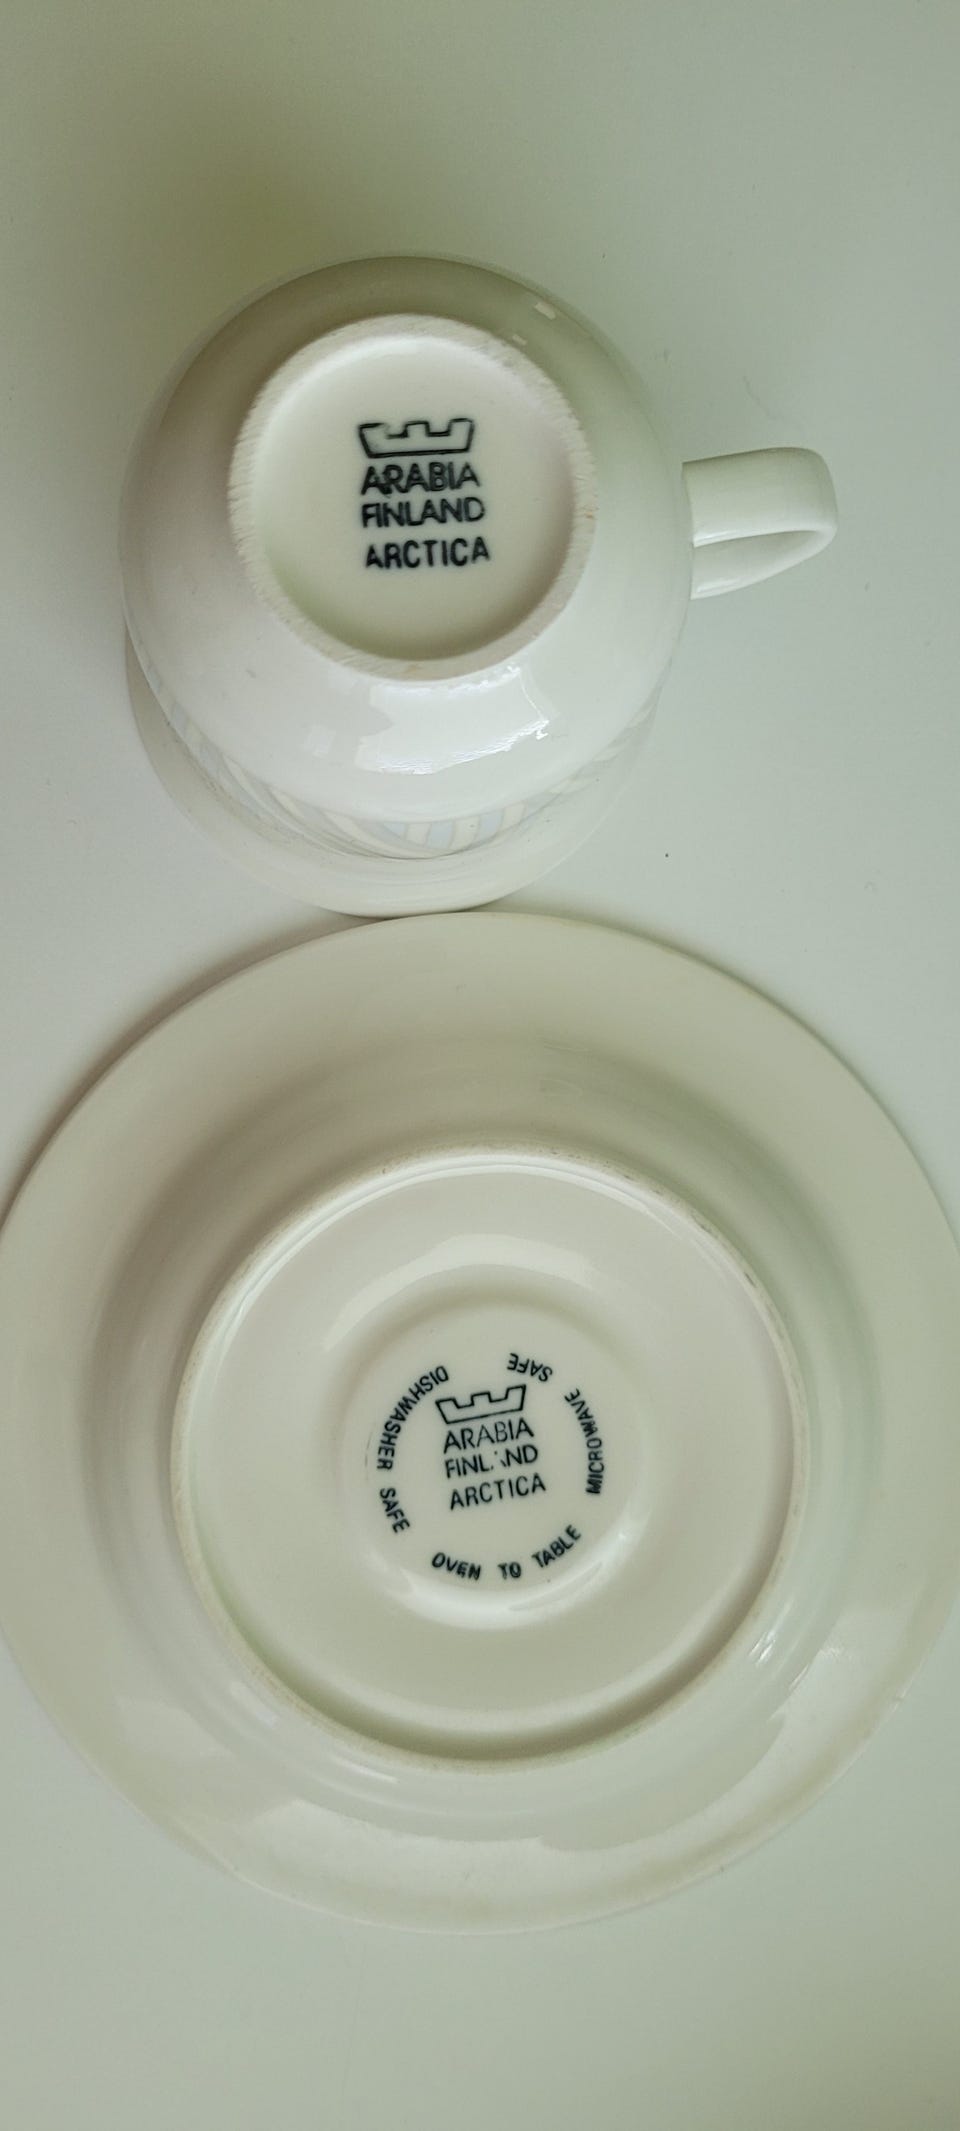 ARABIA
FINLAND
ARCTICA
DISHWASHER SAFE
MICROWAVE SAFE
ARABIA
FINLAND
ARCTICA
OVEN TO TABLE